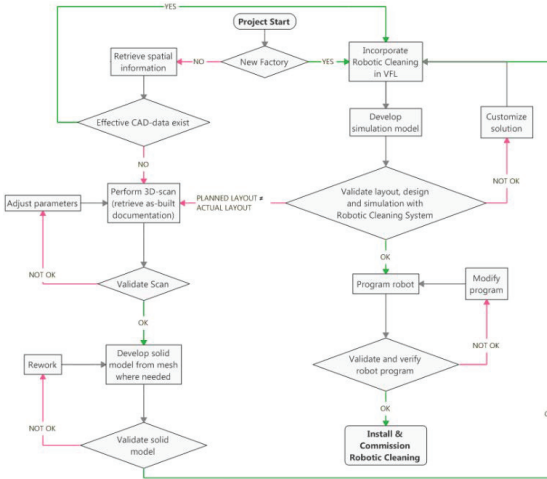 YES
Project Start
Retrieve spatial
information
NO
New Factory
YES
Incorporate
Robotic Cleaning
in VFL
Effective CAD-data exist
Develop
simulation model
Customize
solution
NO
NOT OK
Adjust parameters
Perform 3D-scan
(retrieve as-built
documentation)
PLANNED LAYOUT ≠
ACTUAL LAYOUT
Validate layout, design
and simulation with
Robotic Cleaning System
NOT OK
Validate Scan
OK
Program robot
Modify
program
OK
NOT OK
Rework
Develop solid
model from mesh
where needed
Validate and verify
robot program
NOT OK
OK
Validate solid
model
Install &
Commission
Robotic Cleaning